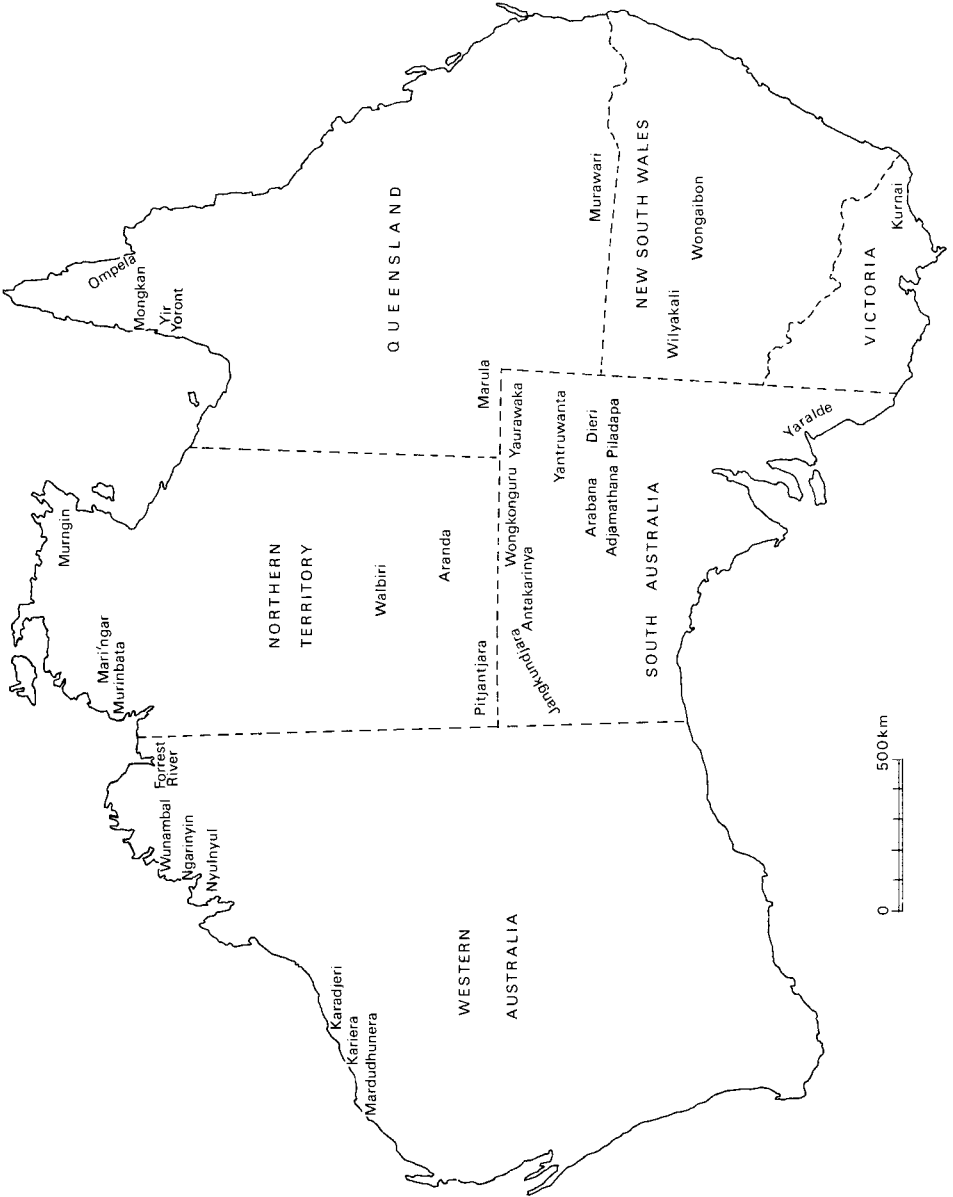 Murngin
Mari'ngar
Murinbata
Forrest
River
Wunambal
Ngarinyin
Nyulnyul
Karadjeri
Kariera
Mardudhunera
WESTERN
AUSTRALIA
NORTHERN
TERRITORY
Walbiri
Aranda
Pitjantjara
Ompela
Mongkan
Yir
Yoront
QUEENSLAND
Marula
Murawari
Wongkonguru
Yaurawaka
Antakarinya
Jangkundjara
Yantruwanta
Arabana
Dieri
Adjamathana
Piladapa
SOUTH AUSTRALIA
Yaralde
NEW SOUTH WALES
Wilyakali
Wongaibon
VICTORIA
Kurnai
0
500km